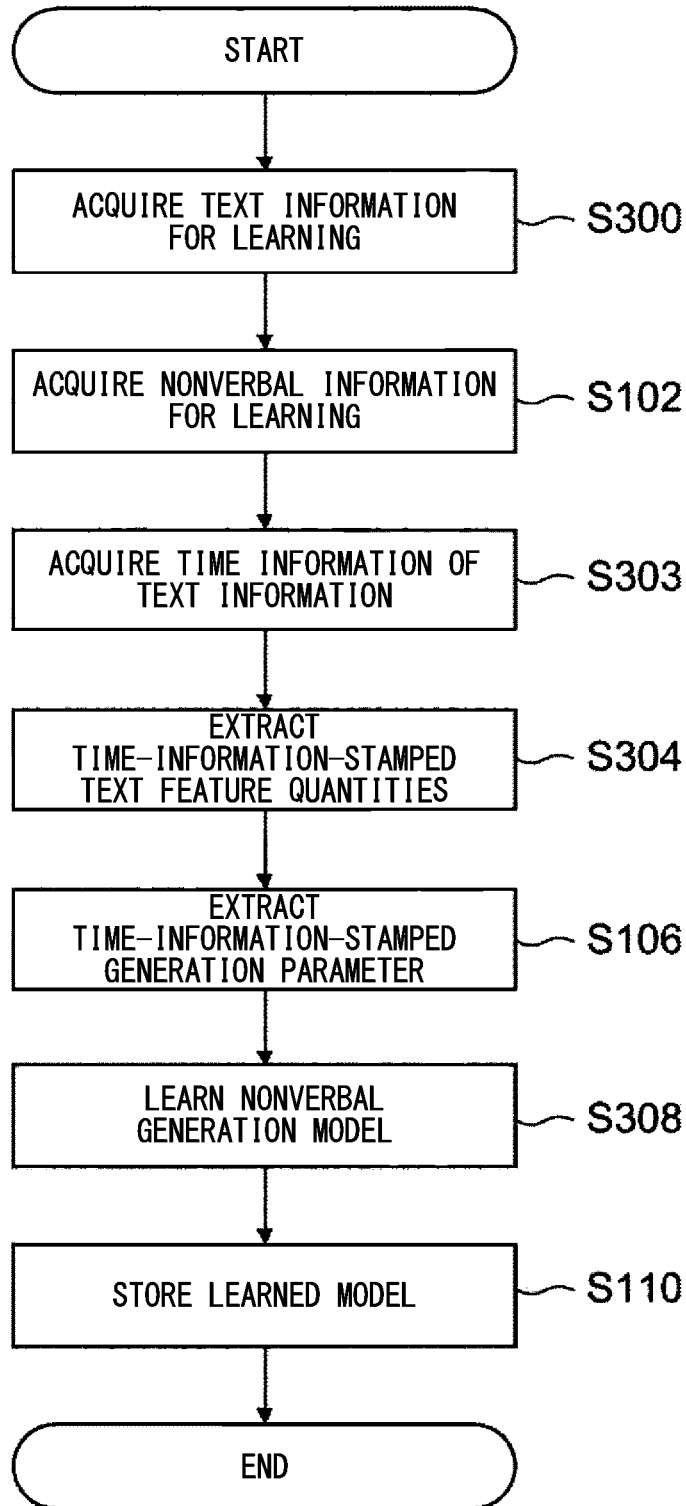 START
ACQUIRE TEXT INFORMATION
FOR LEARNING
S300
ACQUIRE NONVERBAL INFORMATION
FOR LEARNING
S102
ACQUIRE TIME INFORMATION OF
TEXT INFORMATION
S303
EXTRACT
TIME-INFORMATION-STAMPED
TEXT FEATURE QUANTITIES
S304
EXTRACT
TIME-INFORMATION-STAMPED
GENERATION PARAMETER
S106
LEARN NONVERBAL
GENERATION MODEL
S308
STORE LEARNED MODEL
S110
END